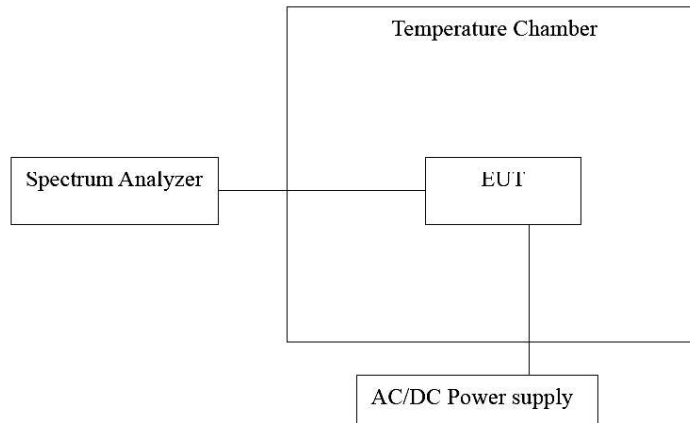 Temperature Chamber
Spectrum Analyzer
EUT
AC/DC Power supply